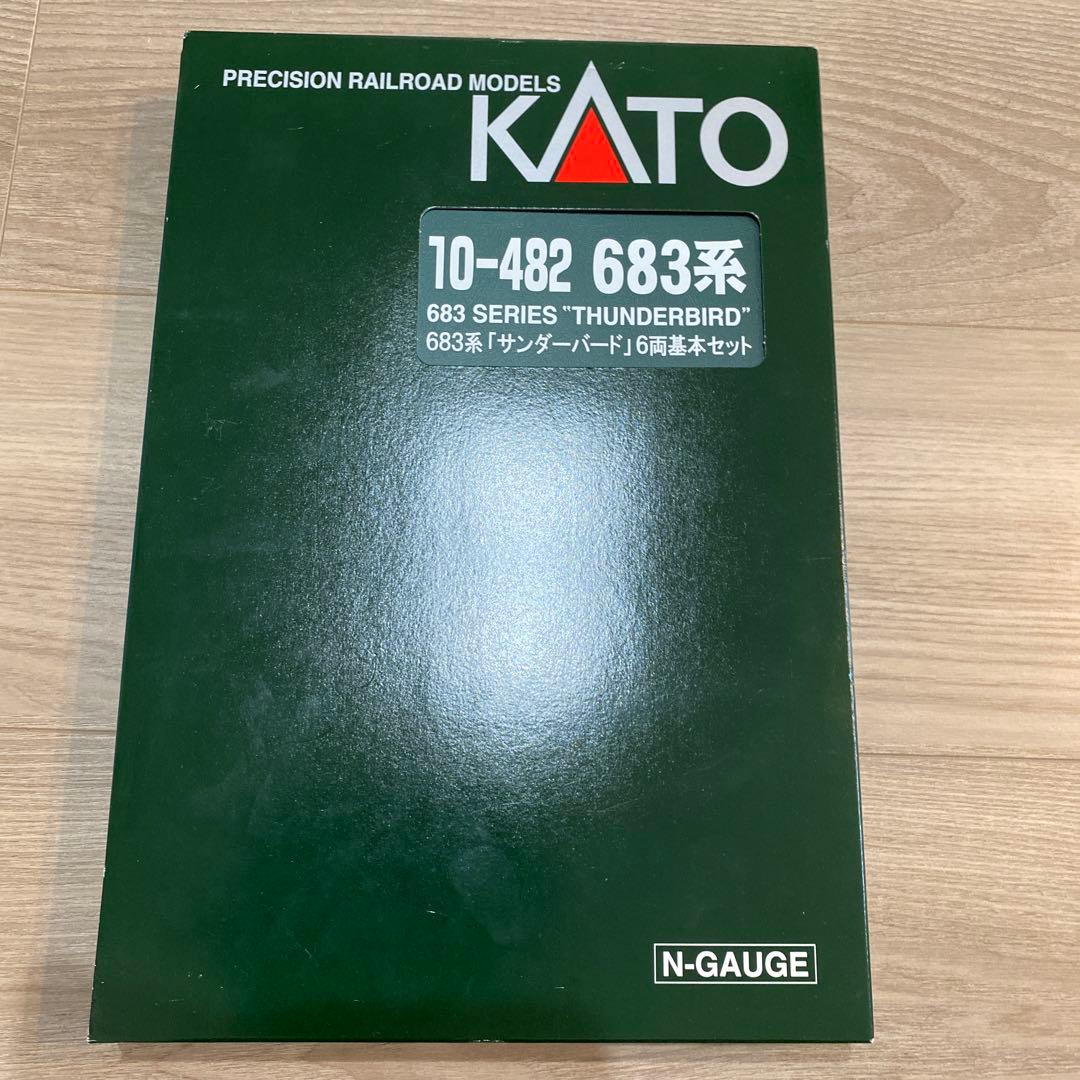 PRECISION RAILROAD MODELS
KATO
10-482 683系
683 SERIES "THUNDERBIRD"
683系「サンダーバード」6両基本セット
N-GAUGE